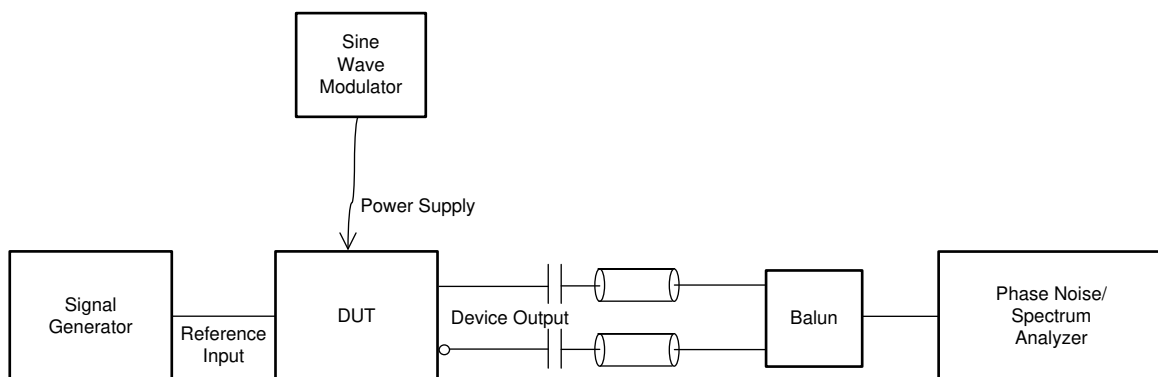 Sine
Wave
Modulator
Power Supply
Signal
Generator
Reference
Input
DUT
Device Output
Balun
Phase Noise/
Spectrum
Analyzer